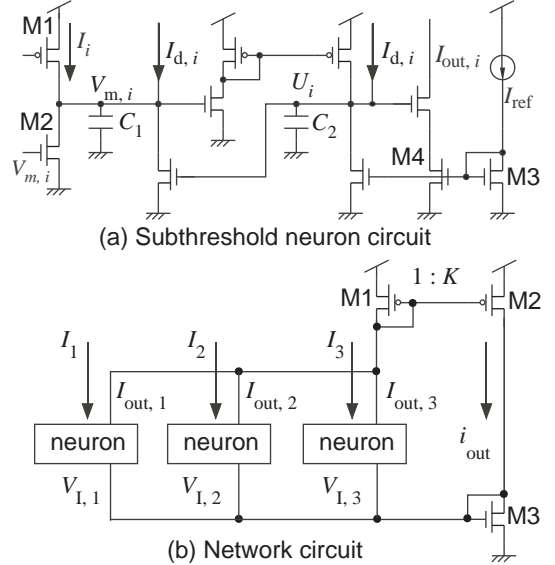 M1
I_i
I_d, i
I_d, i
I_out, i
V_m, i
U_i
I_ref
M2
C_1
C_2
M4
V_m, i
M3
(a) Subthreshold neuron circuit
1 : K
M1
M2
I_1
I_2
I_3
I_out, 1
I_out, 2
I_out, 3
neuron
neuron
neuron
i_out
V_I, 1
V_I, 2
V_I, 3
M3
(b) Network circuit